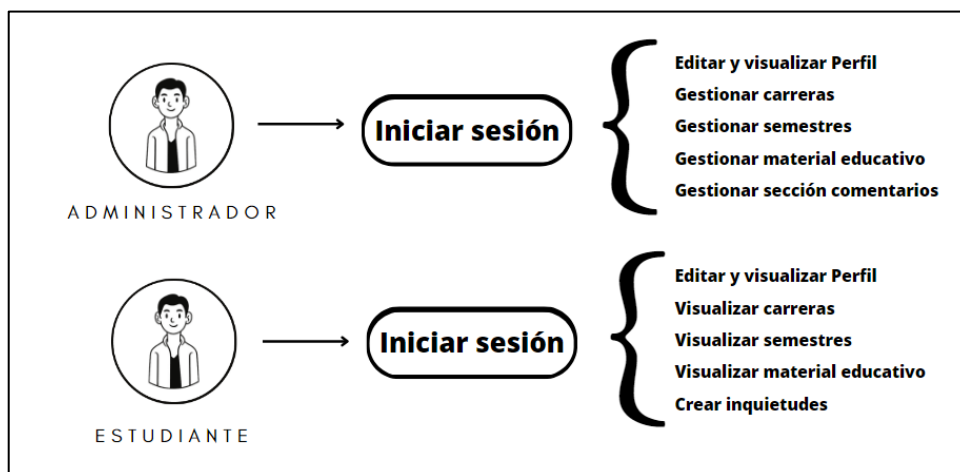 Editar y visualizar Perfil
Gestionar carreras
Iniciar sesión
Gestionar semestres
Gestionar material educativo
Gestionar sección comentarios
ADMINISTRADOR
Editar y visualizar Perfil
Visualizar carreras
Iniciar sesión
Visualizar semestres
Visualizar material educativo
Crear inquietudes
ESTUDIANTE